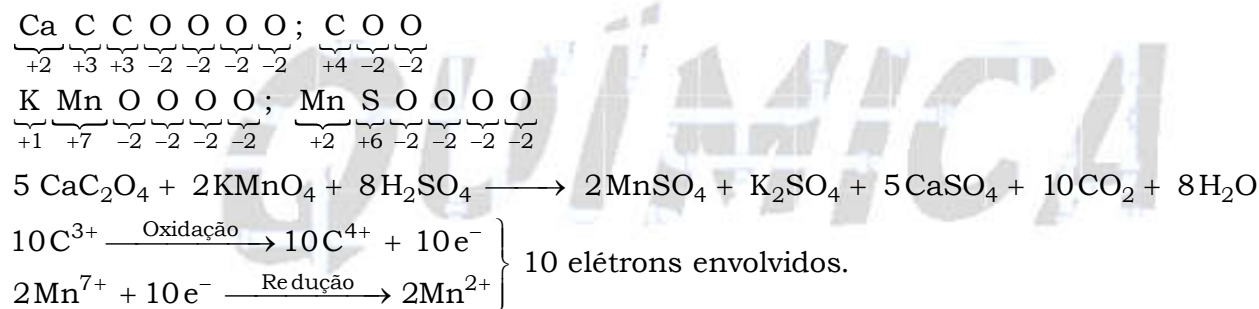 Ca C C O O O O ; C O O
+2 +3 +3 −2 −2 −2 −2 +4 −2 −2
K Mn O O O O ; Mn S O O O O
+1 +7 −2 −2 −2 −2 +2 +6 −2 −2 −2 −2
5 CaC₂O₄ + 2KMnO₄ + 8H₂SO₄ ⟶ 2MnSO₄ + K₂SO₄ + 5CaSO₄ + 10CO₂ + 8H₂O
10C³⁺ Oxidação→ 10C⁴⁺ + 10e⁻
2Mn⁷⁺ + 10e⁻ Redução→ 2Mn²⁺ } 10 elétrons envolvidos.
QUÍMICA